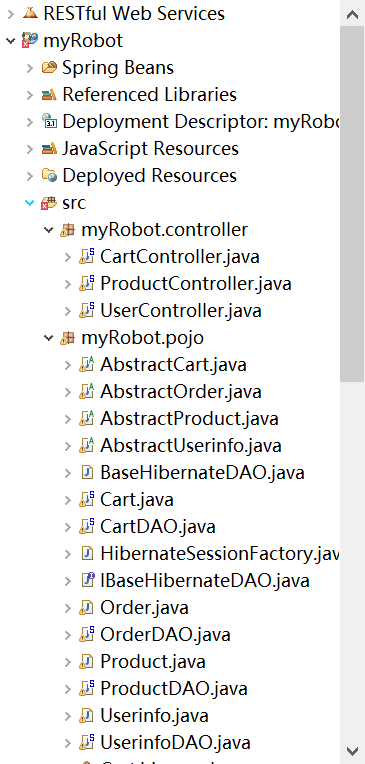 RESTful Web Services
myRobot
Spring Beans
Referenced Libraries
Deployment Descriptor: myRobo
JavaScript Resources
Deployed Resources
src
myRobot.controller
CartController.java
ProductController.java
UserController.java
myRobot.pojo
AbstractCart.java
AbstractOrder.java
AbstractProduct.java
AbstractUserinfo.java
BaseHibernateDAO.java
Cart.java
CartDAO.java
HibernateSessionFactory.jav
IBaseHibernateDAO.java
Order.java
OrderDAO.java
Product.java
ProductDAO.java
Userinfo.java
UserinfoDAO.java